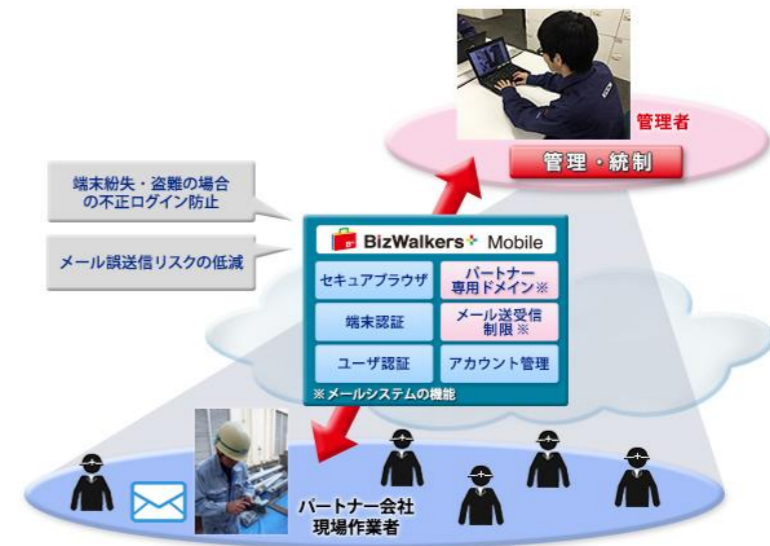 管理者
管理・統制
端末紛失・盗難の場合
の不正ログイン防止
メール誤送信リスクの低減
BizWalkers+ Mobile
セキュアブラウザ
パートナー
専用ドメイン※
端末認証
メール送受信
制限※
ユーザ認証
アカウント管理
※メールシステムの機能
パートナー会社
現場作業者